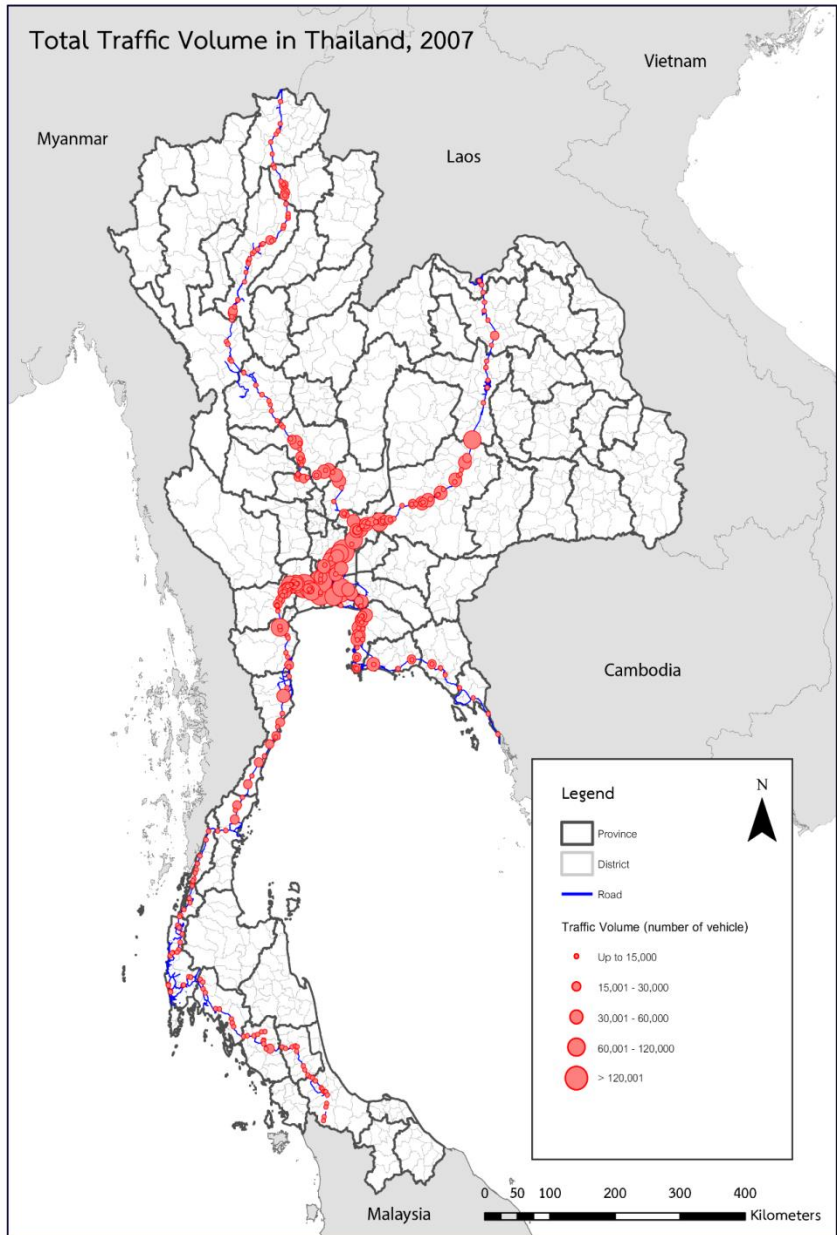 Total Traffic Volume in Thailand, 2007
Vietnam
Myanmar
Laos
Cambodia
Legend
N
Province
District
Road
Traffic Volume (number of vehicle)
Up to 15,000
15,001 - 30,000
30,001 - 60,000
60,001 - 120,000
> 120,001
Malaysia
0 50 100 200 300 400
Kilometers